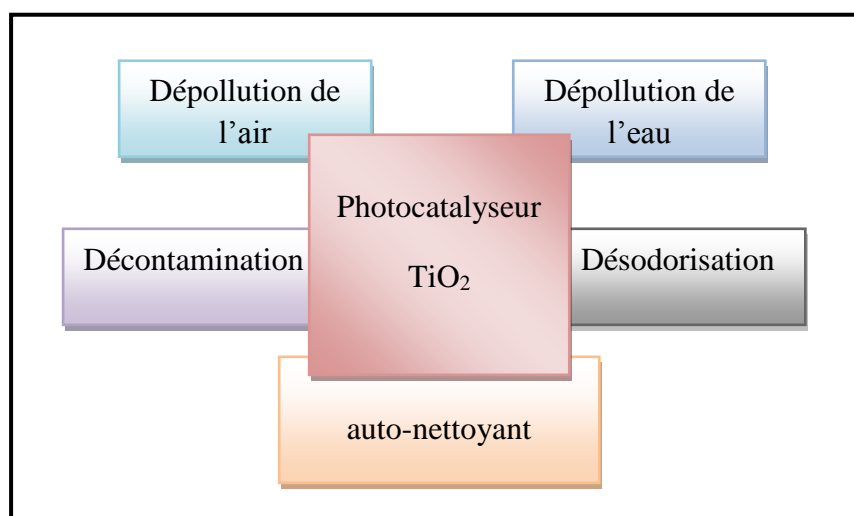 Dépollution de
l’air
Dépollution de
l’eau
Photocatalyseur
TiO₂
Décontamination
Désodorisation
auto-nettoyant